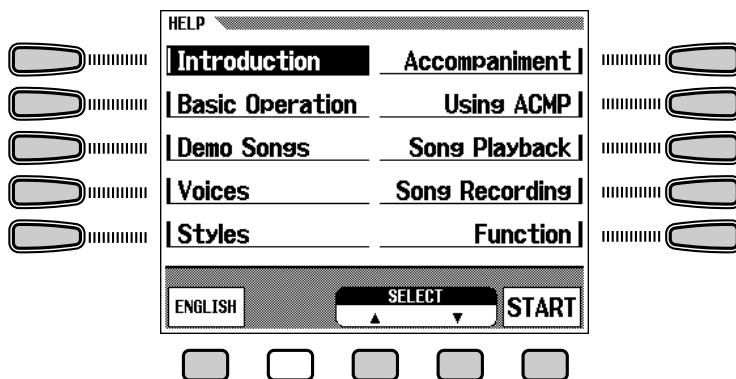 HELP
Introduction
Accompaniment
Basic Operation
Using ACMP
Demo Songs
Song Playback
Voices
Song Recording
Styles
Function
ENGLISH
SELECT
▲ ▼
START